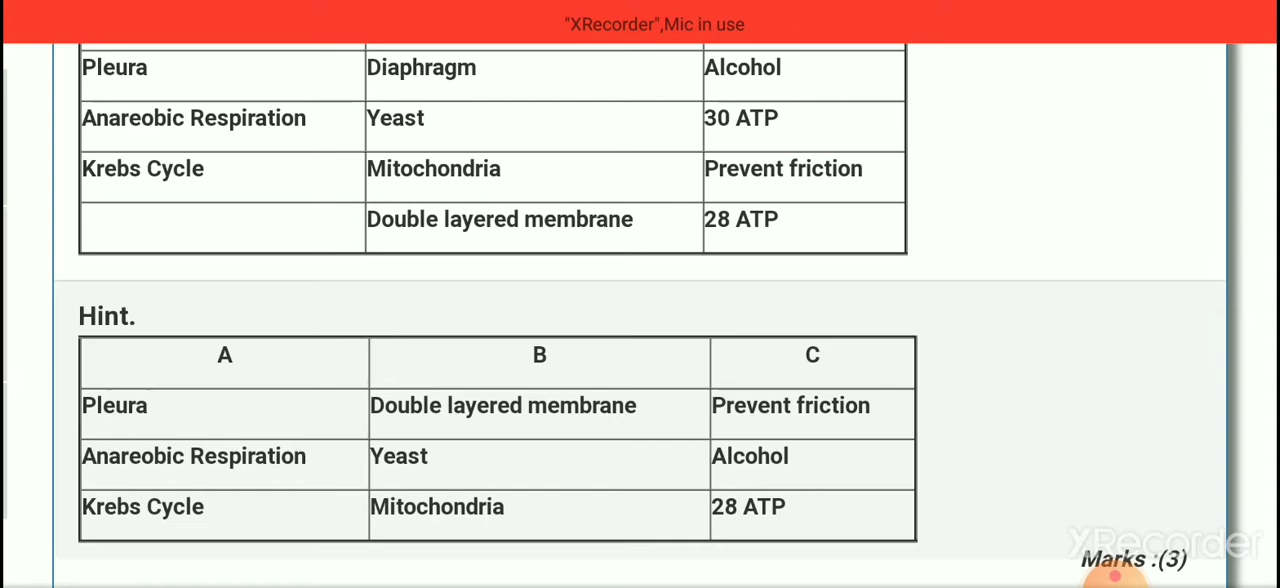 "XRecorder",Mic in use
Pleura Diaphragm Alcohol
Anareobic Respiration Yeast 30 ATP
Krebs Cycle Mitochondria Prevent friction
Double layered membrane 28 ATP
Hint.
A B C
Pleura Double layered membrane Prevent friction
Anareobic Respiration Yeast Alcohol
Krebs Cycle Mitochondria 28 ATP
XRecorder
Marks :(3)